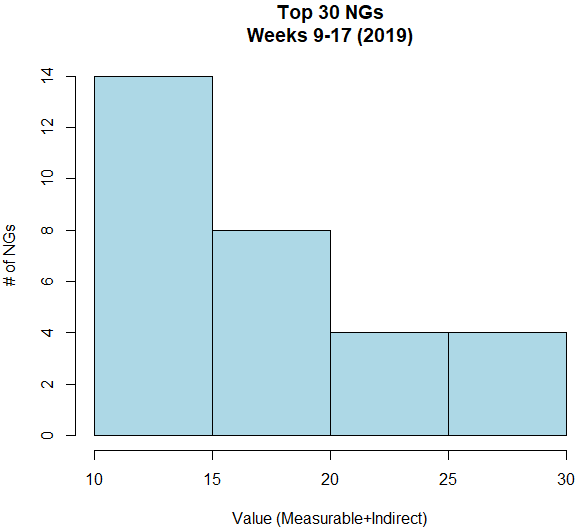 Top 30 NGs
Weeks 9-17 (2019)
14
12
10
8
6
4
2
0
# of NGs
10 15 20 25 30
Value (Measurable+Indirect)